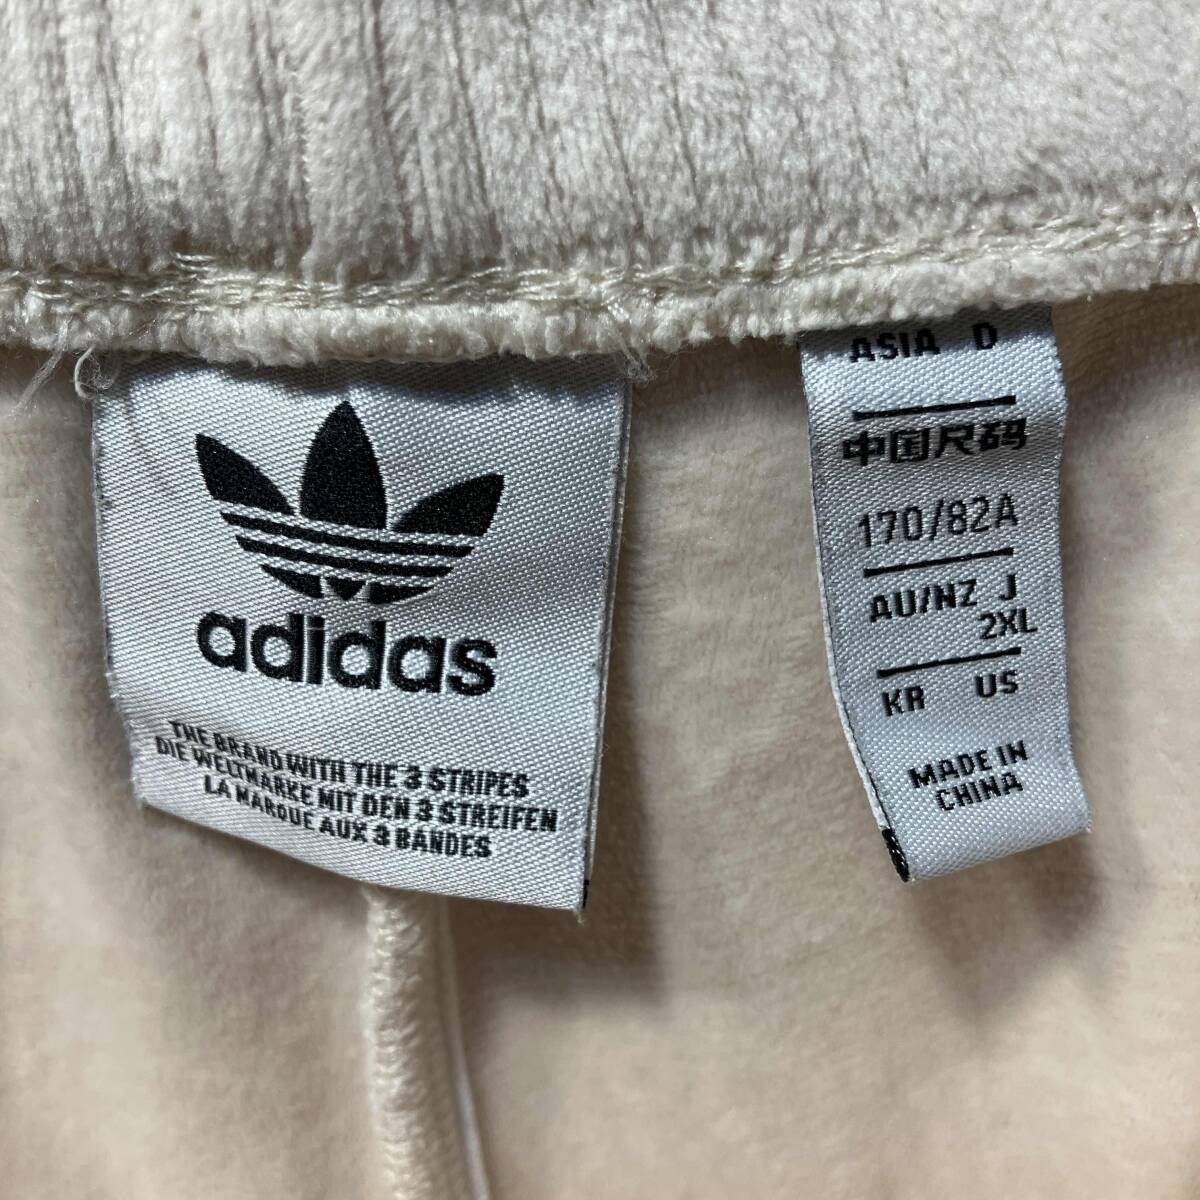 adidas
THE BRAND WITH THE 3 STRIPES
DIE WELTMARKE MIT DEN 3 STREIFEN
LA MARQUE AUX 3 BANDES
ASIA D
中国尺码
170/82A
AU/NZ J
2XL
KR US
MADE IN
CHINA